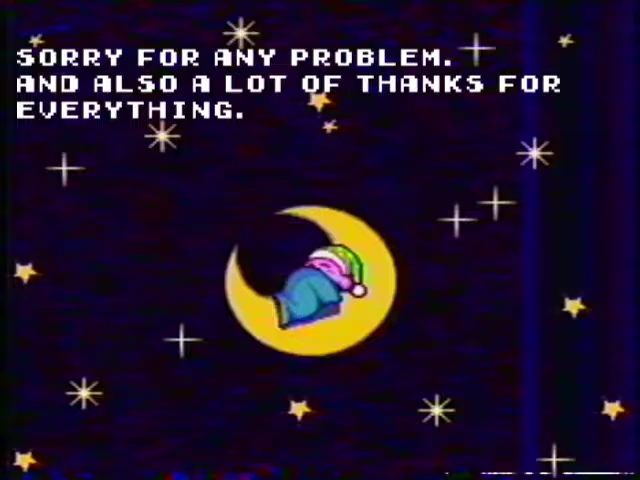 SORRY FOR ANY PROBLEM.
AND ALSO A LOT OF THANKS FOR
EVERYTHING.